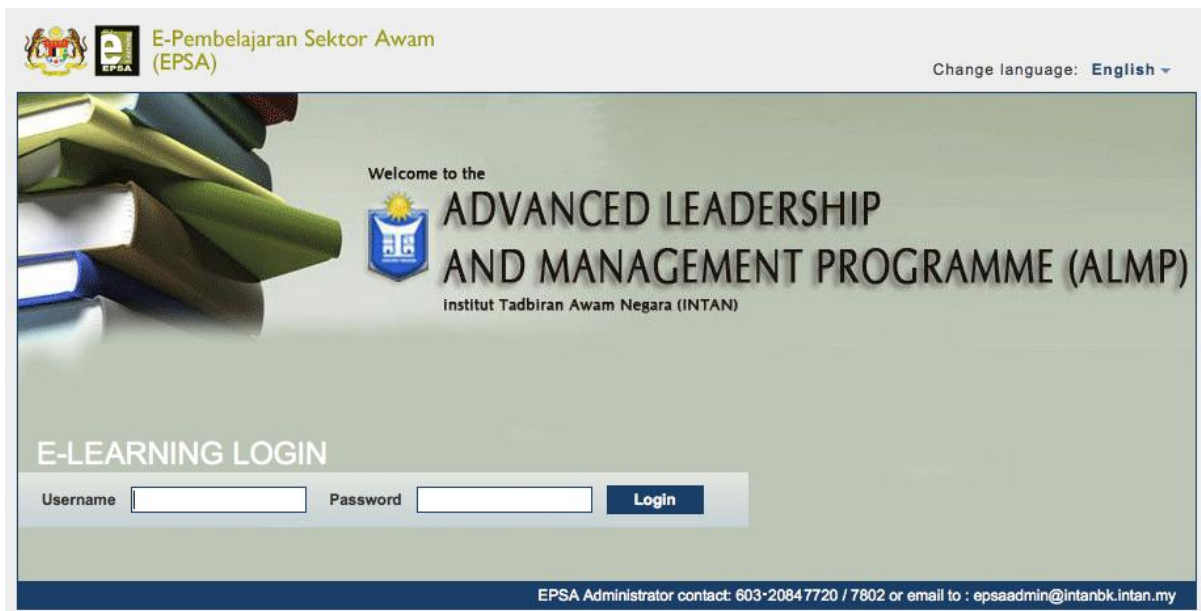 E-Pembelajaran Sektor Awam
(EPSA)
e
EPSA
Change language: English
Welcome to the
ADVANCED LEADERSHIP
AND MANAGEMENT PROGRAMME (ALMP)
institut Tadbiran Awam Negara (INTAN)
E-LEARNING LOGIN
Username
Password
Login
EPSA Administrator contact: 603-20847720 / 7802 or email to : epsaadmin@intanbk.intan.my